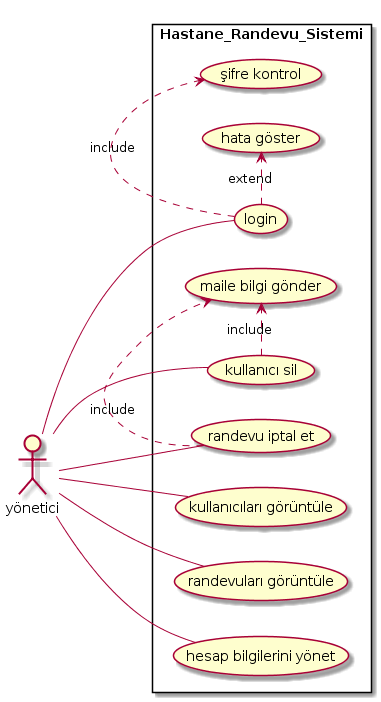 Hastane_Randevu_Sistemi
şifre kontrol
hata göster
include
extend
login
maile bilgi gönder
include
kullanıcı sil
include
randevu iptal et
yönetici
kullanıcıları görüntüle
randevuları görüntüle
hesap bilgilerini yönet